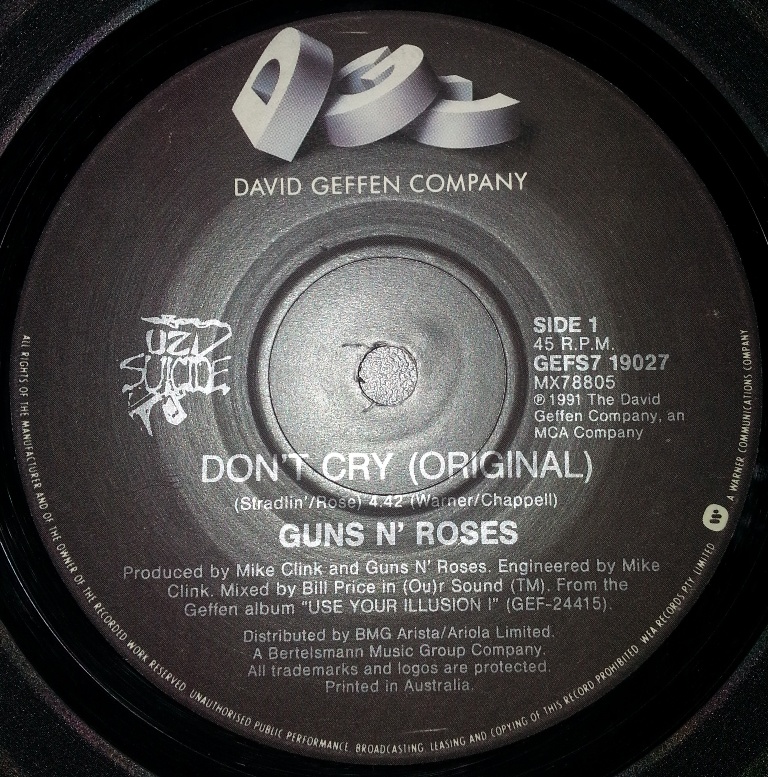 DGC
DAVID GEFFEN COMPANY
UZI
SUICIDE
SIDE 1
45 R.P.M.
GEFS7 19027
MX78805
℗ 1991 The David
Geffen Company, an
MCA Company
DON'T CRY (ORIGINAL)
(Stradlin'/Rose) 4.42 (Warner/Chappell)
GUNS N' ROSES
Produced by Mike Clink and Guns N' Roses. Engineered by Mike
Clink. Mixed by Bill Price in (Ou)r Sound (TM). From the
Geffen album "USE YOUR ILLUSION I" (GEF-24415).
Distributed by BMG Arista/Ariola Limited.
A Bertelsmann Music Group Company.
All trademarks and logos are protected.
Printed in Australia.
ALL RIGHTS OF THE MANUFACTURER AND OF THE OWNER OF THE RECORDED WORK RESERVED. UNAUTHORISED PUBLIC PERFORMANCE, BROADCASTING, LEASING AND COPYING OF THIS RECORD PROHIBITED. WEA RECORDS PTY. LIMITED A WARNER COMMUNICATIONS COMPANY